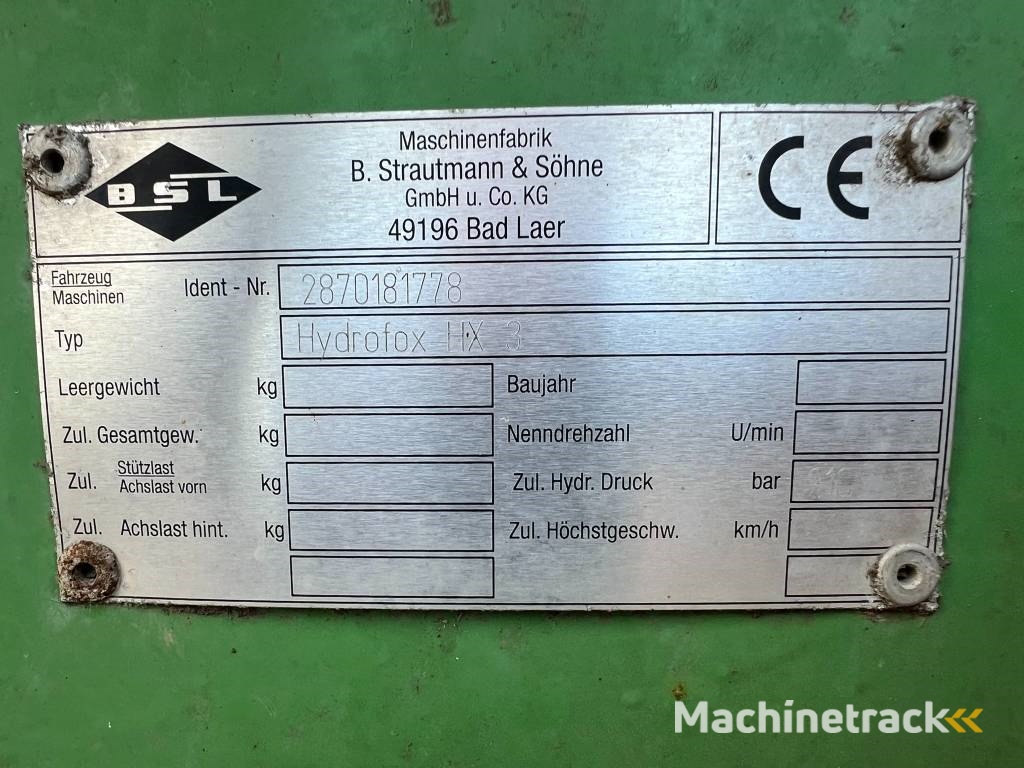 BSL
Maschinenfabrik
B. Strautmann & Söhne
GmbH u. Co. KG
49196 Bad Laer
CE
Fahrzeug
Maschinen
Ident - Nr. 2870181778
Typ Hydrofox HX 3
Leergewicht kg
Baujahr
Zul. Gesamtgew. kg
Nenndrehzahl U/min
Zul. Stützlast
Achslast vorn kg
Zul. Hydr. Druck bar
Zul. Achslast hint. kg
Zul. Höchstgeschw. km/h
Machinetrack